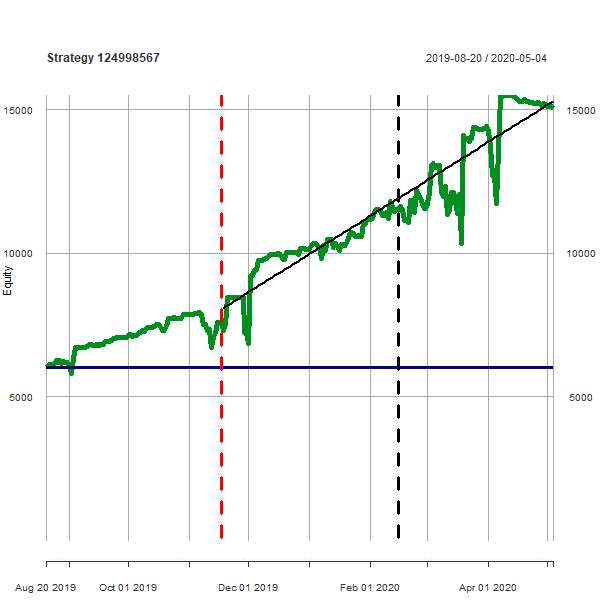 Strategy 124998567
2019-08-20 / 2020-05-04
15000
15000
10000
10000
Equity
5000
5000
Aug 20 2019
Oct 01 2019
Dec 01 2019
Feb 01 2020
Apr 01 2020